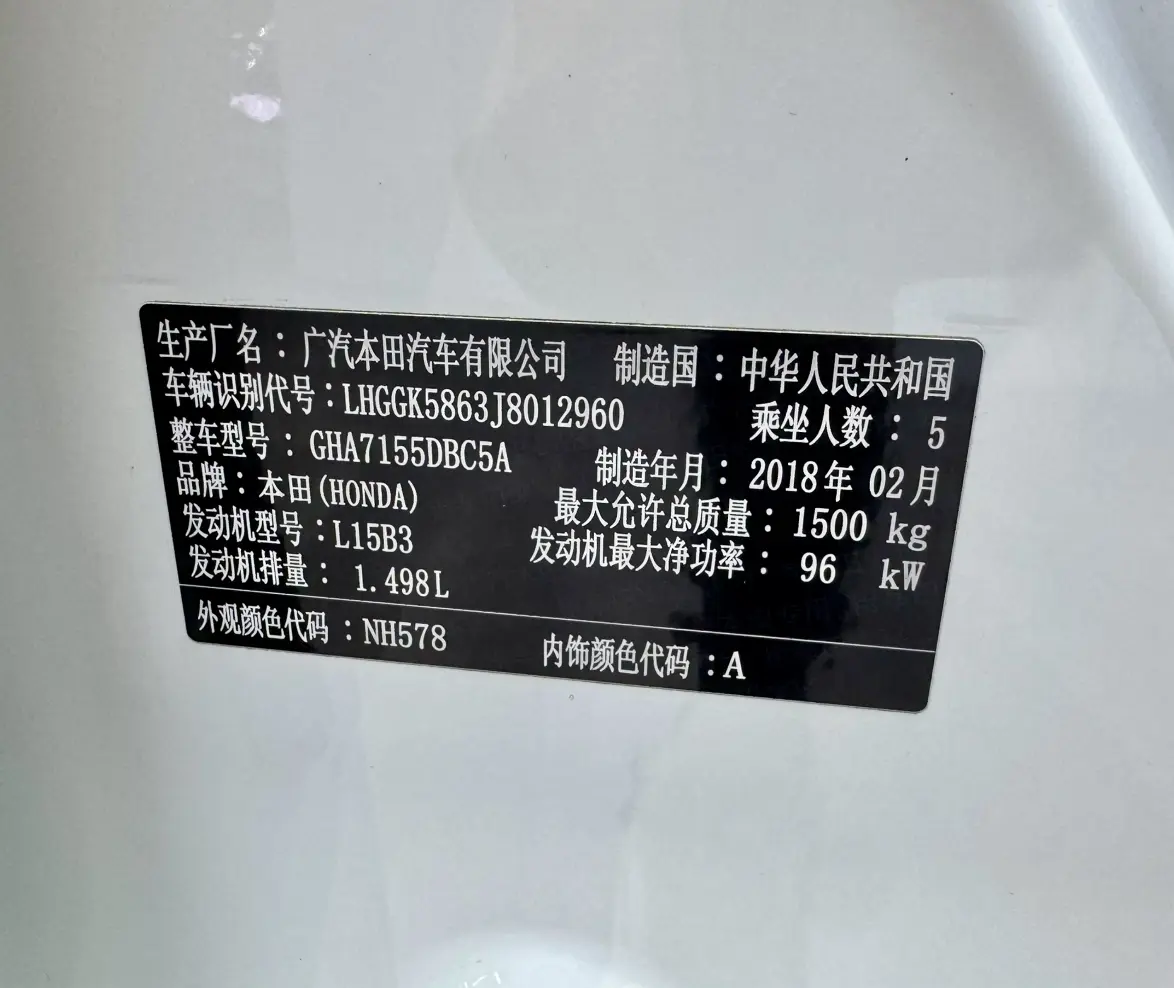 生产厂名：广汽本田汽车有限公司 制造国：中华人民共和国
车辆识别代号：LHGGK5863J8012960 乘坐人数：5
整车型号：GHA7155DBC5A 制造年月：2018年 02月
品牌：本田(HONDA) 最大允许总质量：1500 kg
发动机型号：L15B3 发动机最大净功率：96 kW
发动机排量：1.498L
外观颜色代码：NH578 内饰颜色代码：A